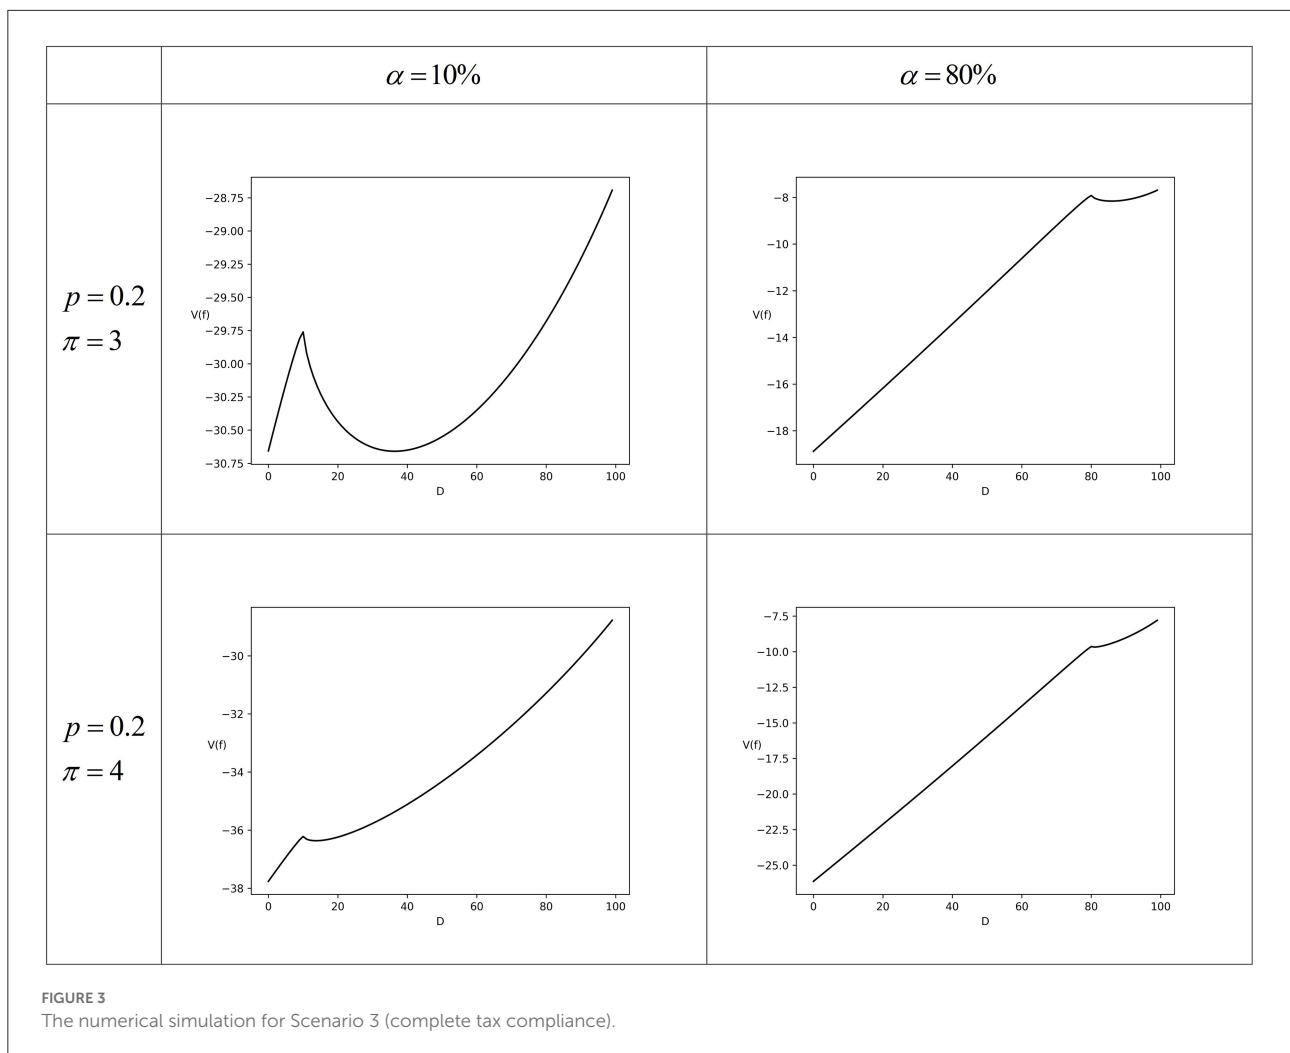 α = 10%
α = 80%
p = 0.2
π = 3
−28.75
−29.00
−29.25
−29.50
V(f)
−29.75
−30.00
−30.25
−30.50
−30.75
0 20 40 60 80 100
D
−8
−10
V(f)
−12
−14
−16
−18
0 20 40 60 80 100
D
p = 0.2
π = 4
−30
−32
V(f)
−34
−36
−38
0 20 40 60 80 100
D
−7.5
−10.0
−12.5
−15.0
V(f)
−17.5
−20.0
−22.5
−25.0
0 20 40 60 80 100
D
FIGURE 3
The numerical simulation for Scenario 3 (complete tax compliance).